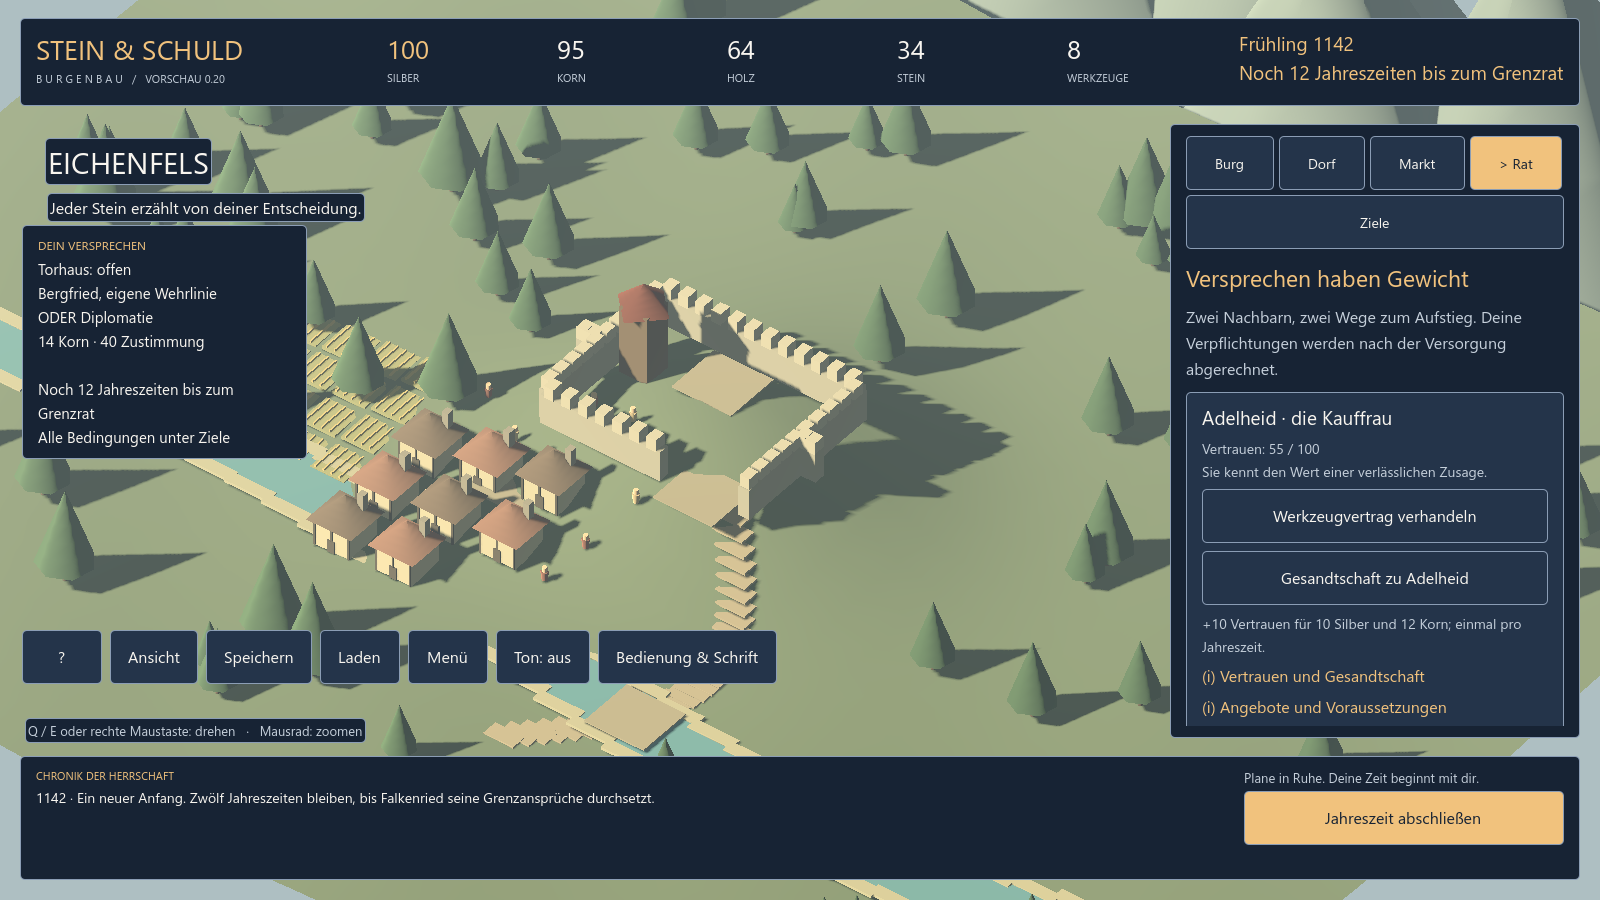 STEIN & SCHULD
BURGENBAU / VORSCHAU 0.20
100
SILBER
95
KORN
64
HOLZ
34
STEIN
8
WERKZEUGE
Frühling 1142
Noch 12 Jahreszeiten bis zum Grenzrat
EICHENFELS
Jeder Stein erzählt von deiner Entscheidung.
DEIN VERSPRECHEN
Torhaus: offen
Bergfried, eigene Wehrlinie
ODER Diplomatie
14 Korn · 40 Zustimmung
Noch 12 Jahreszeiten bis zum
Grenzrat
Alle Bedingungen unter Ziele
Burg
Dorf
Markt
> Rat
Ziele
Versprechen haben Gewicht
Zwei Nachbarn, zwei Wege zum Aufstieg. Deine
Verpflichtungen werden nach der Versorgung
abgerechnet.
Adelheid · die Kauffrau
Vertrauen: 55 / 100
Sie kennt den Wert einer verlässlichen Zusage.
Werkzeugvertrag verhandeln
Gesandtschaft zu Adelheid
+10 Vertrauen für 10 Silber und 12 Korn; einmal pro
Jahreszeit.
(i) Vertrauen und Gesandtschaft
(i) Angebote und Voraussetzungen
?
Ansicht
Speichern
Laden
Menü
Ton: aus
Bedienung & Schrift
Q / E oder rechte Maustaste: drehen · Mausrad: zoomen
CHRONIK DER HERRSCHAFT
1142 · Ein neuer Anfang. Zwölf Jahreszeiten bleiben, bis Falkenried seine Grenzansprüche durchsetzt.
Plane in Ruhe. Deine Zeit beginnt mit dir.
Jahreszeit abschließen